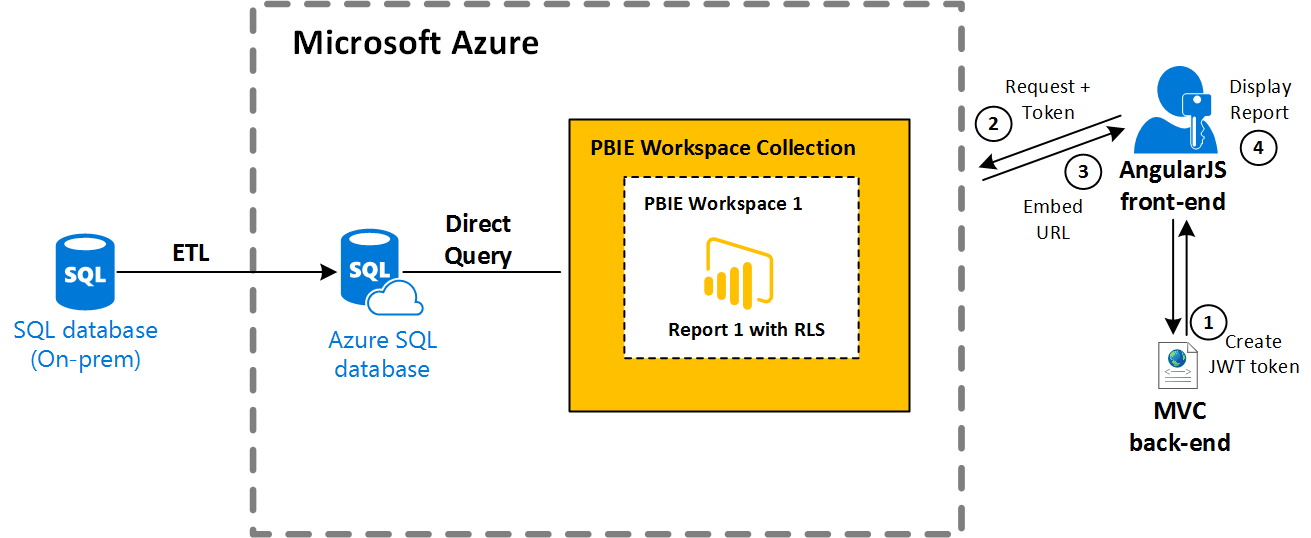 Microsoft Azure
PBIE Workspace Collection
PBIE Workspace 1
Report 1 with RLS
Direct
Query
ETL
SQL
SQL database
(On-prem)
SQL
Azure SQL
database
Request +
Token
2
3
Embed
URL
Display
Report
4
AngularJS
front-end
1
Create
JWT token
MVC
back-end